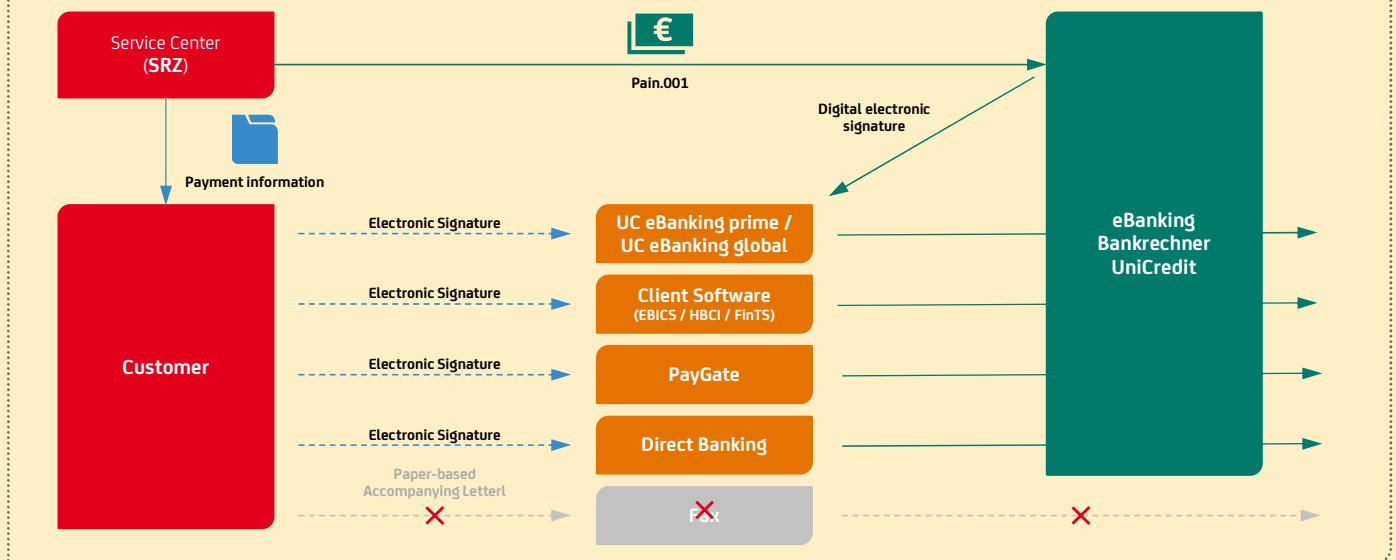 Service Center
(SRZ)
€
Pain.001
Digital electronic
signature
Payment information
Customer
Electronic Signature
UC eBanking prime /
UC eBanking global
Electronic Signature
Client Software
(EBICS / HBCI / FinTS)
Electronic Signature
PayGate
Electronic Signature
Direct Banking
Paper-based
Accompanying Letterl
Fax
eBanking
Bankrechner
UniCredit